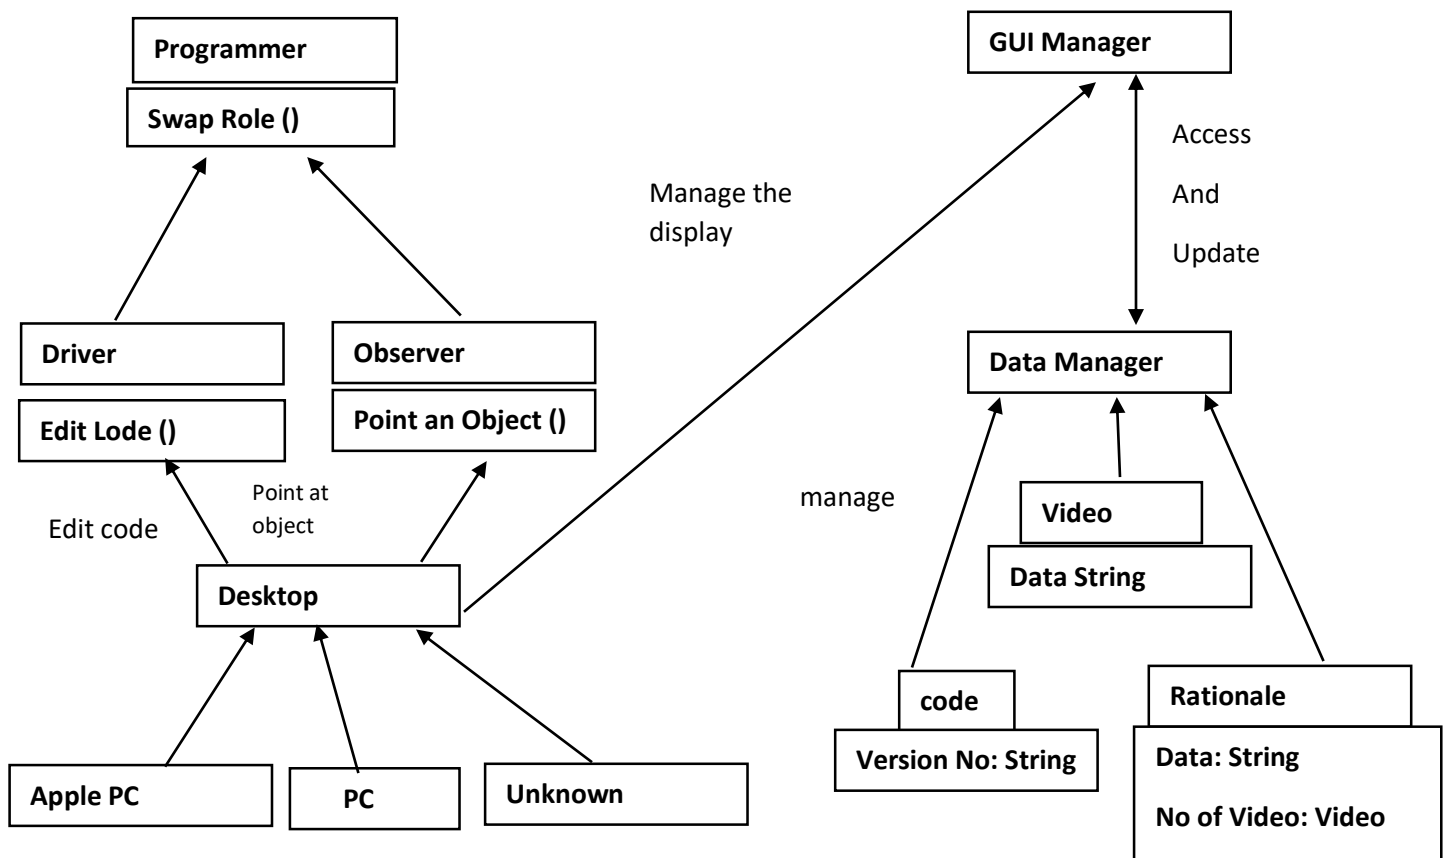 Programmer
Swap Role ()
GUI Manager
Access
And
Update
Manage the
display
Driver
Edit Lode ()
Observer
Point an Object ()
Data Manager
Edit code
Point at
object
manage
Video
Data String
Desktop
code
Version No: String
Rationale
Data: String
No of Video: Video
Apple PC
PC
Unknown